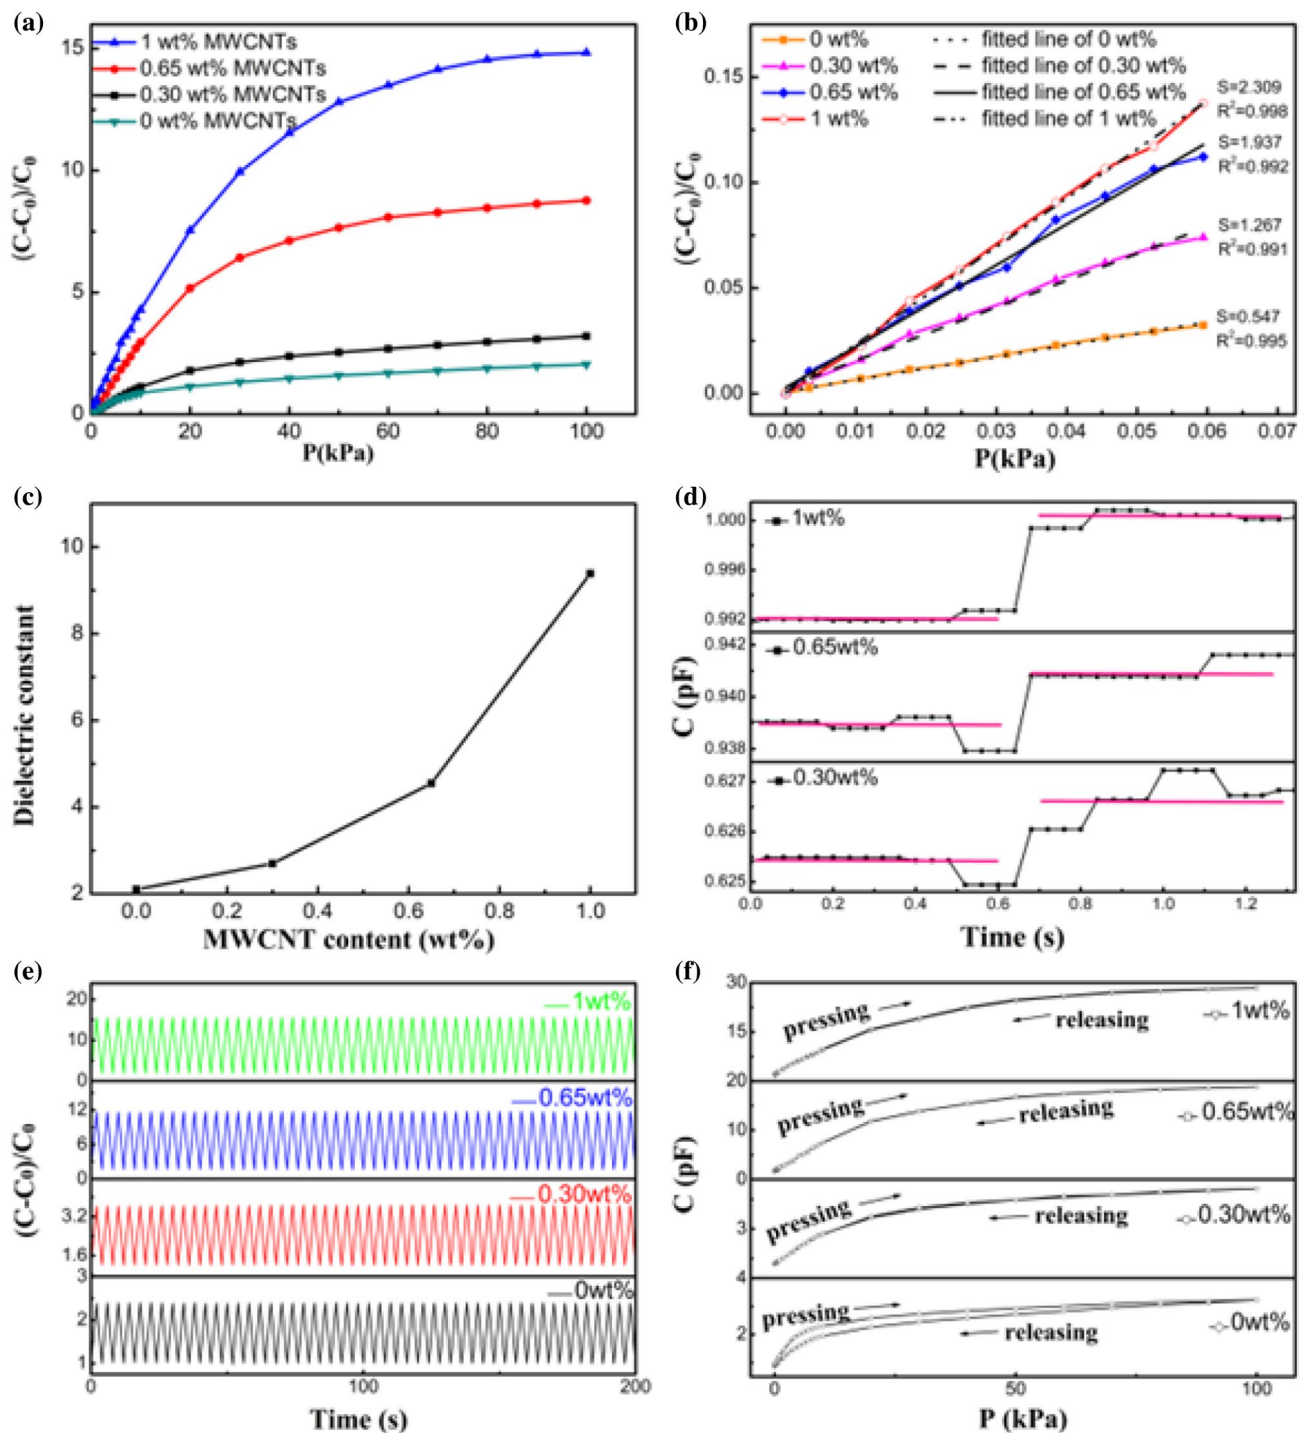 (a)
(C-C₀)/C₀
15
10
5
0
1 wt% MWCNTs
0.65 wt% MWCNTs
0.30 wt% MWCNTs
0 wt% MWCNTs
0 20 40 60 80 100
P(kPa)
(b)
(C-C₀)/C₀
0.15
0.10
0.05
0.00
0 wt% fitted line of 0 wt%
0.30 wt% fitted line of 0.30 wt%
0.65 wt% fitted line of 0.65 wt%
1 wt% fitted line of 1 wt%
S=2.309
R²=0.998
S=1.937
R²=0.992
S=1.267
R²=0.991
S=0.547
R²=0.995
0.00 0.01 0.02 0.03 0.04 0.05 0.06 0.07
P(kPa)
(c)
Dielectric constant
10
8
6
4
2
0.0 0.2 0.4 0.6 0.8 1.0
MWCNT content (wt%)
(d)
C (pF)
1.000
0.996
0.992
1wt%
0.942
0.940
0.938
0.65wt%
0.627
0.626
0.625
0.30wt%
0.0 0.2 0.4 0.6 0.8 1.0 1.2
Time (s)
(e)
(C-C₀)/C₀
20
10
0
1wt%
12
6
0
0.65wt%
3.2
1.6
0.30wt%
3
2
1
0wt%
0 100 200
Time (s)
(f)
C (pF)
30
15
pressing
releasing
1wt%
20
10
0
pressing
releasing
0.65wt%
3
pressing
releasing
0.30wt%
4
2
pressing
releasing
0wt%
0 50 100
P (kPa)